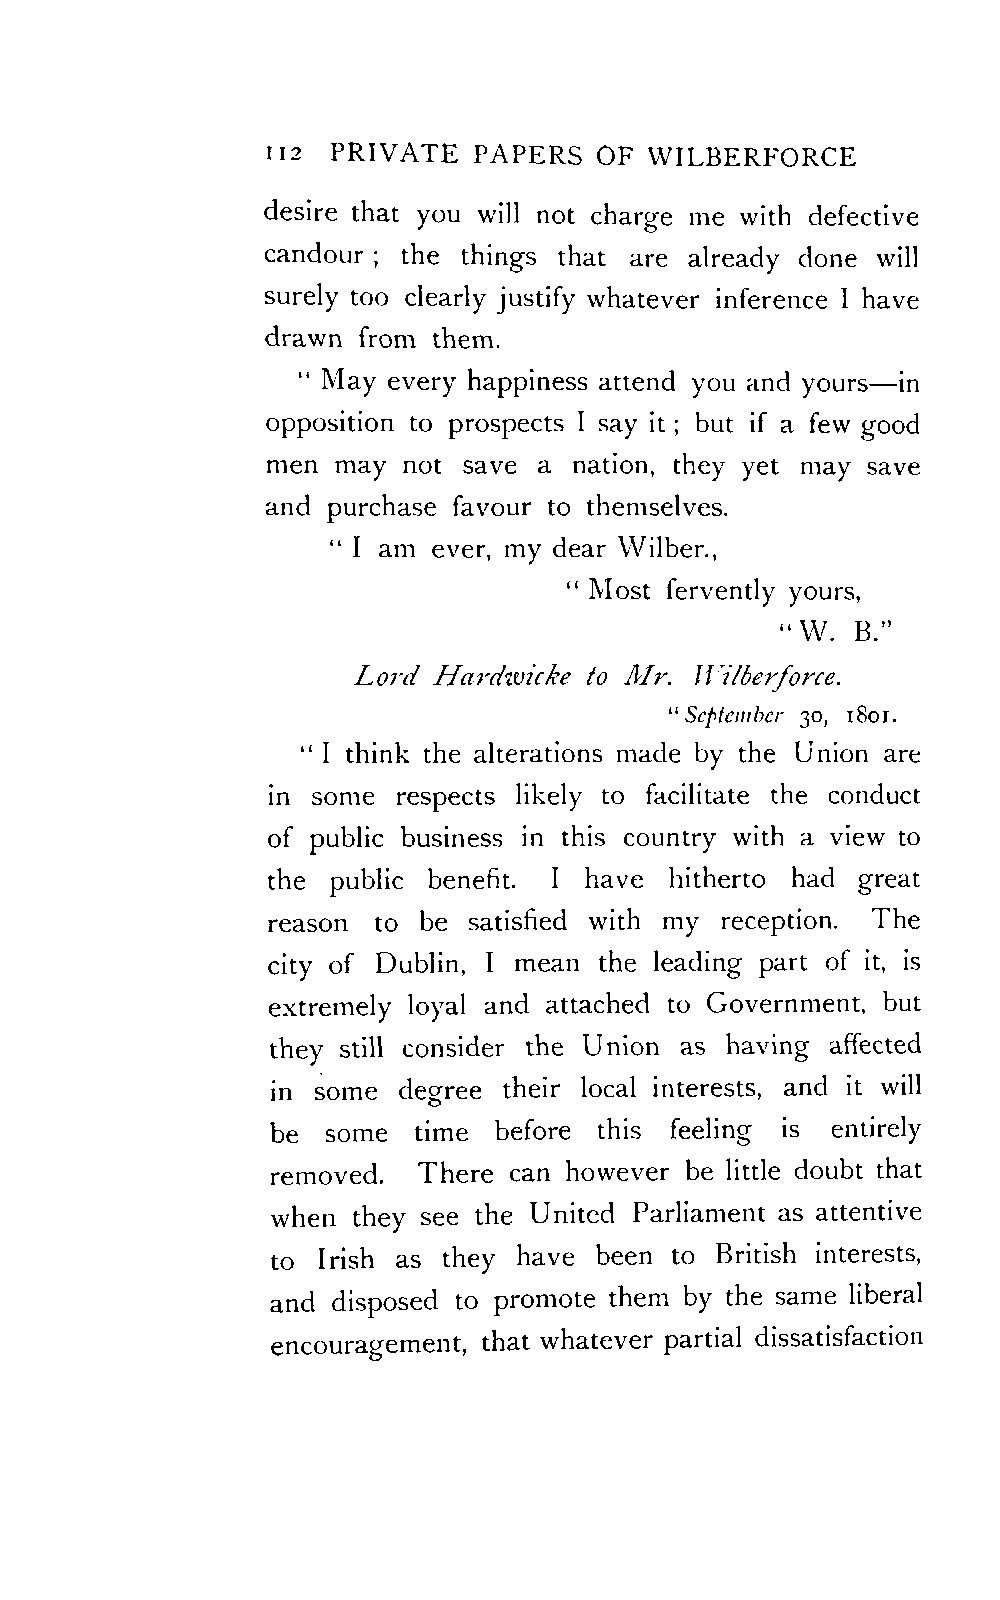 112 PRIVATE PAPERS OF WILBERFORCE
desire that you will not charge me with defective
candour ; the things that are already done will
surely too clearly justify whatever inference I have
drawn from them.
“ May every happiness attend you and yours—in
opposition to prospects I say it ; but if a few good
men may not save a nation, they yet may save
and purchase favour to themselves.
“ I am ever, my dear Wilber.,
“ Most fervently yours,
“ W. B.”
Lord Hardwicke to Mr. Wilberforce.
“ September 30, 1801.
“ I think the alterations made by the Union are
in some respects likely to facilitate the conduct
of public business in this country with a view to
the public benefit. I have hitherto had great
reason to be satisfied with my reception. The
city of Dublin, I mean the leading part of it, is
extremely loyal and attached to Government, but
they still consider the Union as having affected
in some degree their local interests, and it will
be some time before this feeling is entirely
removed. There can however be little doubt that
when they see the United Parliament as attentive
to Irish as they have been to British interests,
and disposed to promote them by the same liberal
encouragement, that whatever partial dissatisfaction